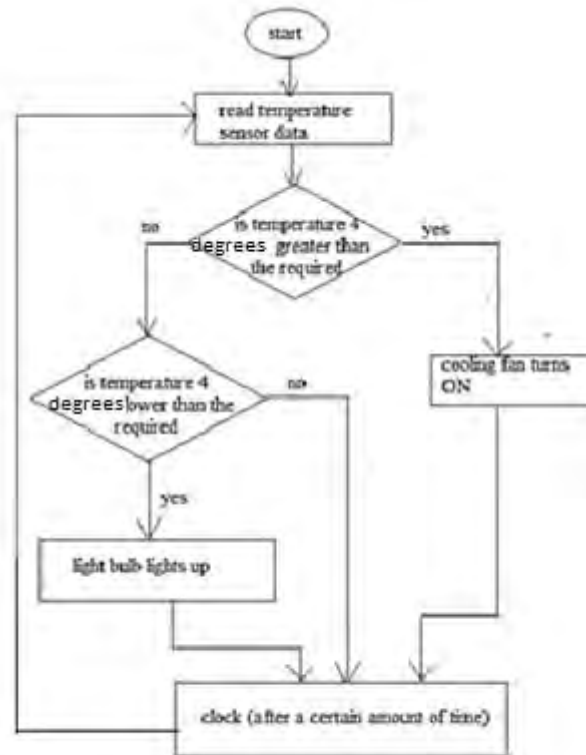 start
read temperature
sensor data
is temperature 4
degrees greater than
the required
no
yes
is temperature 4
degrees lower than the
required
no
cooling fan turns
ON
yes
light bulb lights up
clock (after a certain amount of time)